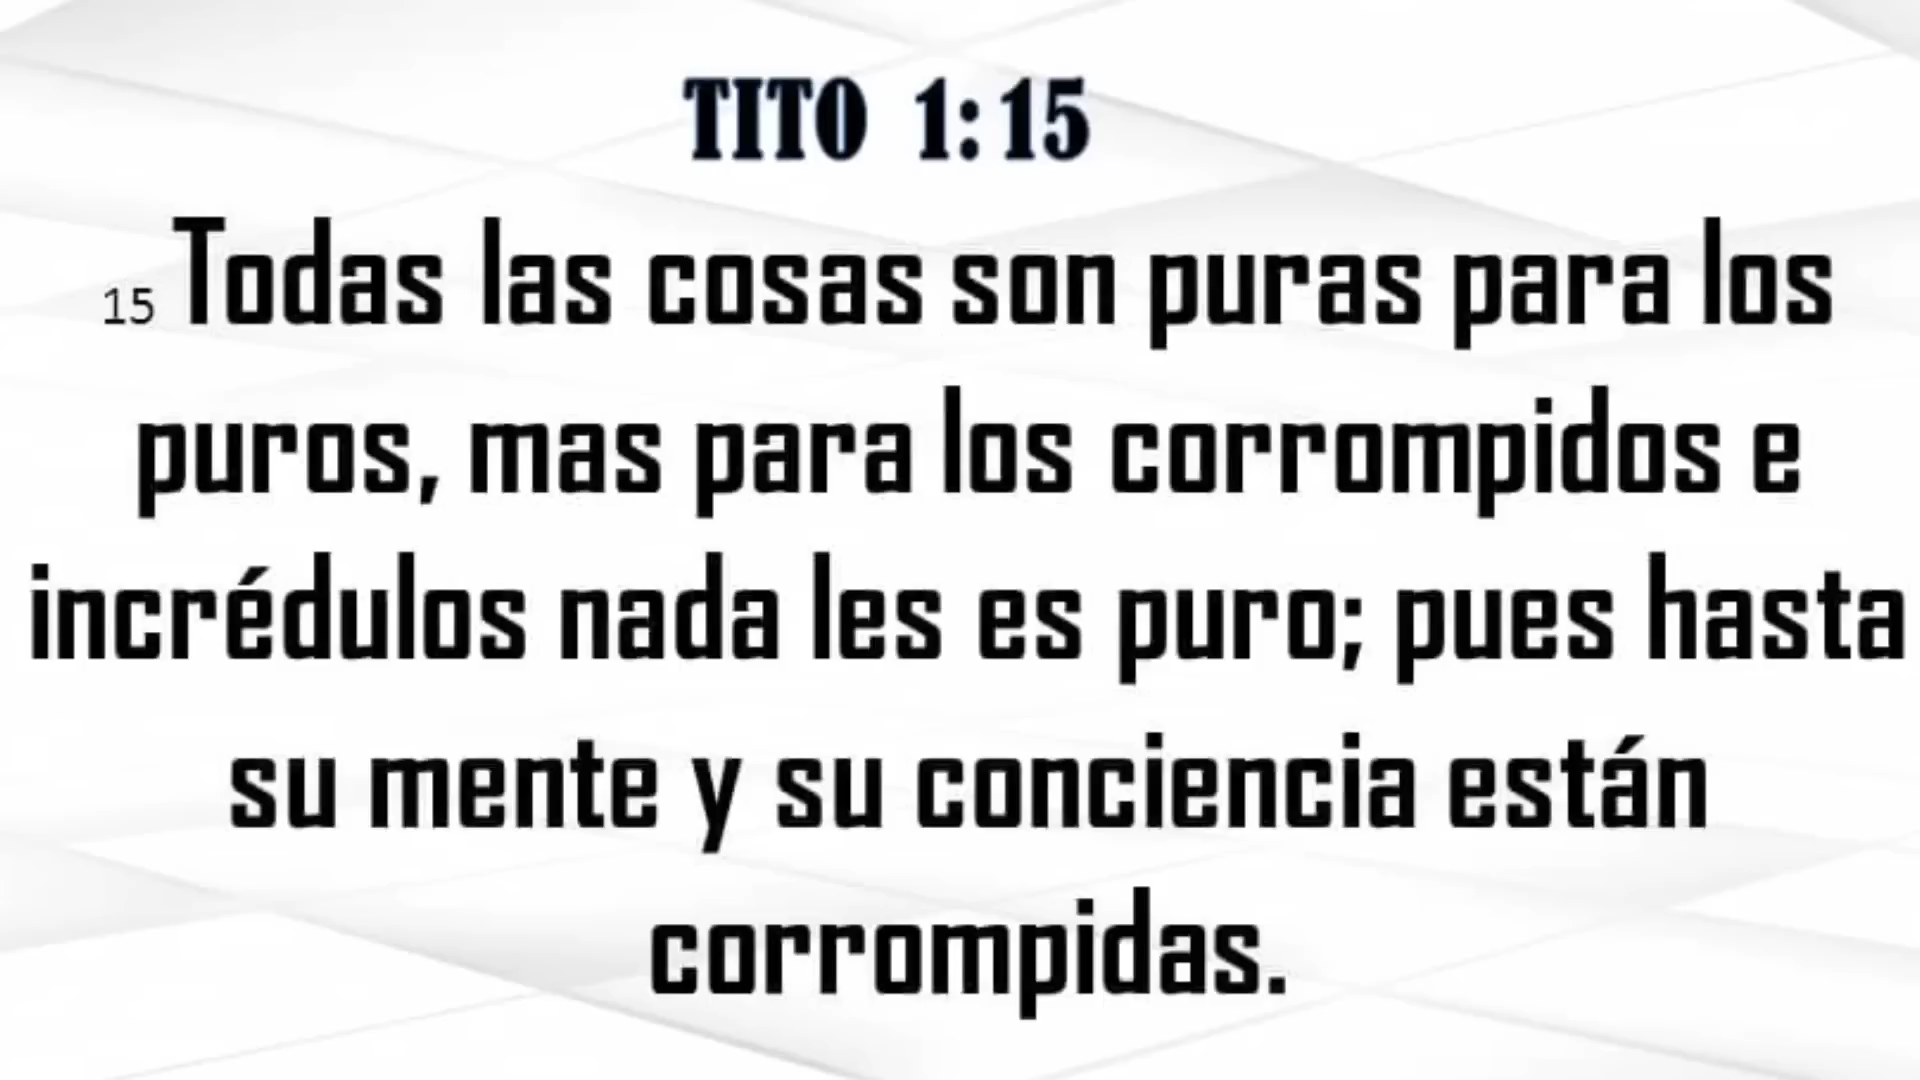 TITO 1:15
15 Todas las cosas son puras para los
puros, mas para los corrompidos e
incrédulos nada les es puro; pues hasta
su mente y su conciencia están
corrompidas.